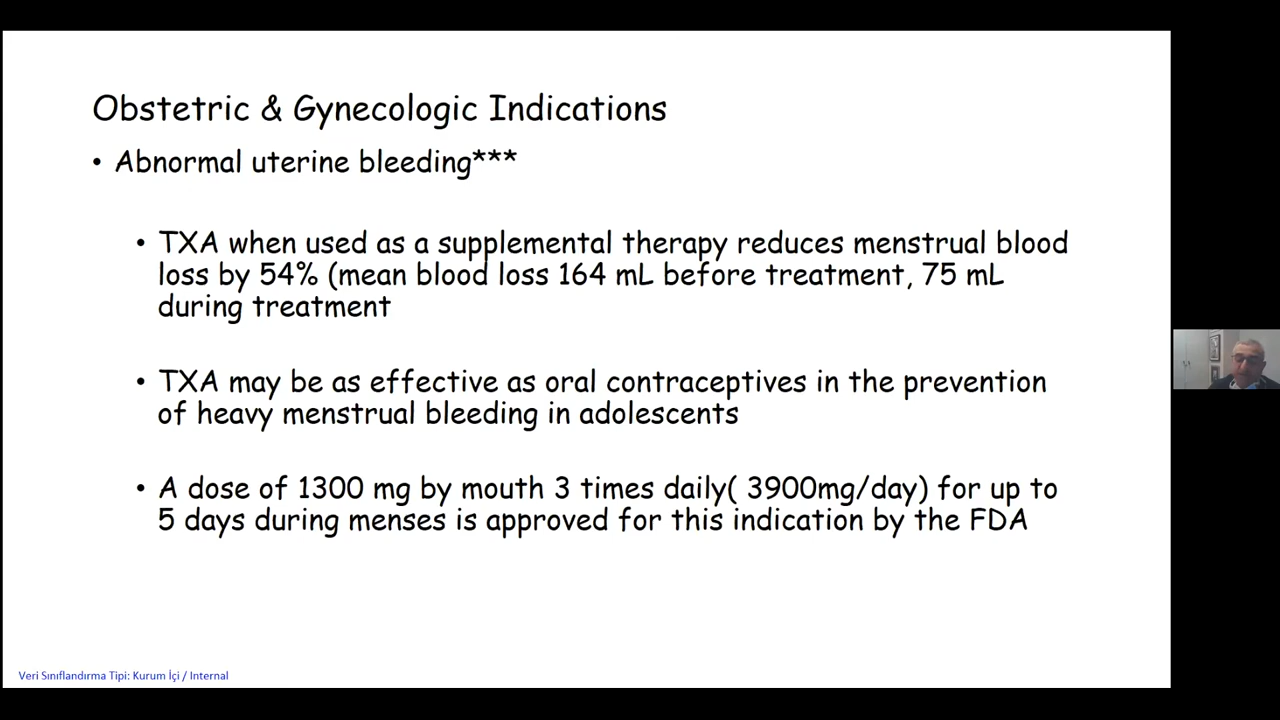 Obstetric & Gynecologic Indications
• Abnormal uterine bleeding***
• TXA when used as a supplemental therapy reduces menstrual blood
loss by 54% (mean blood loss 164 mL before treatment, 75 mL
during treatment
• TXA may be as effective as oral contraceptives in the prevention
of heavy menstrual bleeding in adolescents
• A dose of 1300 mg by mouth 3 times daily( 3900mg/day) for up to
5 days during menses is approved for this indication by the FDA
Veri Sınıflandırma Tipi: Kurum İçi / Internal